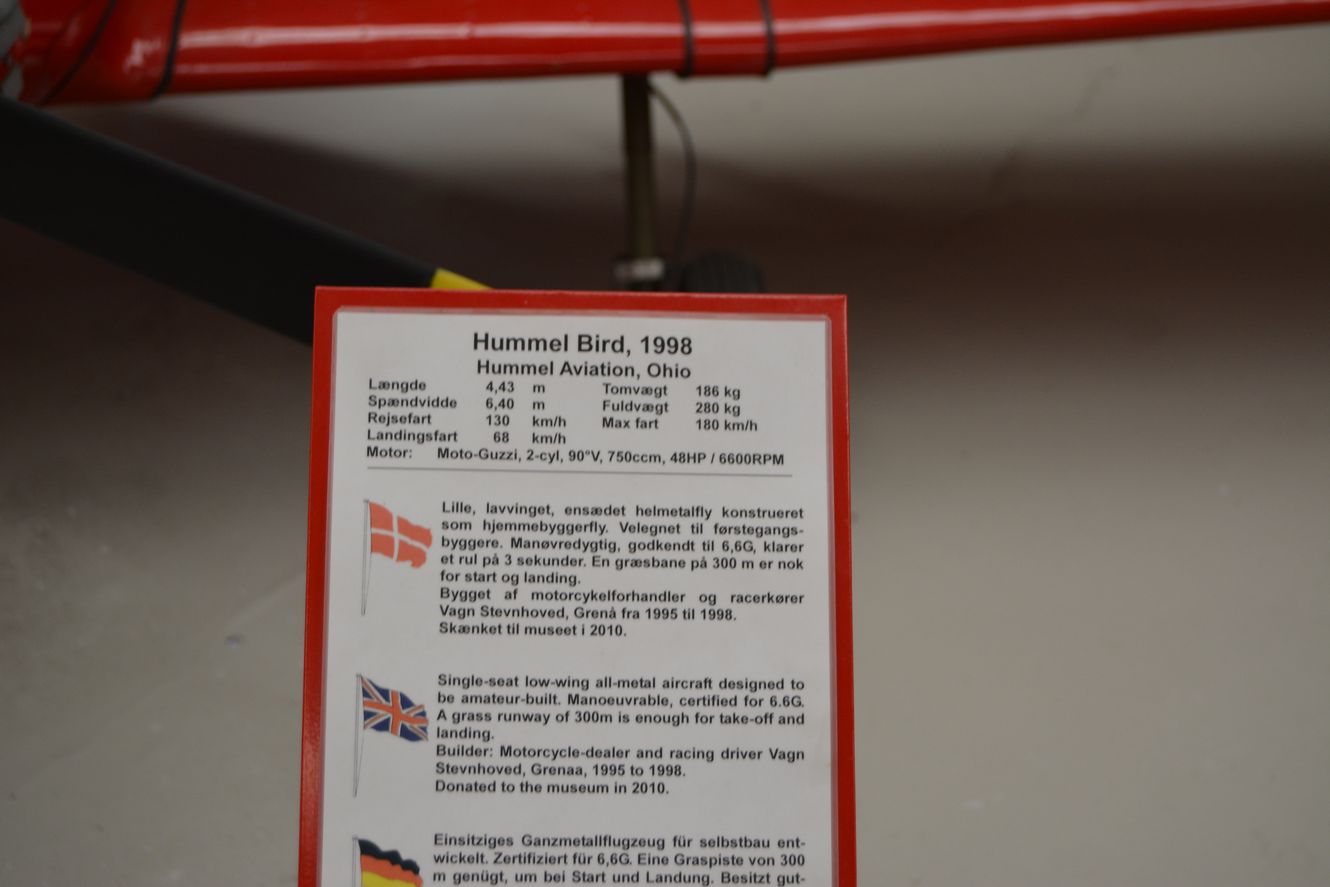 Hummel Bird, 1998
Hummel Aviation, Ohio
Længde 4,43 m Tomvægt 186 kg
Spændvidde 6,40 m Fuldvægt 280 kg
Rejsefart 130 km/h Max fart 180 km/h
Landingsfart 68 km/h
Motor: Moto-Guzzi, 2-cyl, 90°V, 750ccm, 48HP / 6600RPM
Lille, lavvinget, ensædet helmetalfly konstrueret
som hjemmebyggerfly. Velegnet til førstegangs-
byggere. Manøvredygtig, godkendt til 6,6G, klarer
et rul på 3 sekunder. En græsbane på 300 m er nok
for start og landing.
Bygget af motorcykelforhandler og racerkører
Vagn Stevnhoved, Grenå fra 1995 til 1998.
Skænket til museet i 2010.
Single-seat low-wing all-metal aircraft designed to
be amateur-built. Manoeuvrable, certified for 6.6G.
A grass runway of 300m is enough for take-off and
landing.
Builder: Motorcycle-dealer and racing driver Vagn
Stevnhoved, Grenaa, 1995 to 1998.
Donated to the museum in 2010.
Einsitziges Ganzmetallflugzeug für selbstbau ent-
wickelt. Zertifiziert für 6,6G. Eine Graspiste von 300
m genügt, um bei Start und Landung. Besitzt gut-